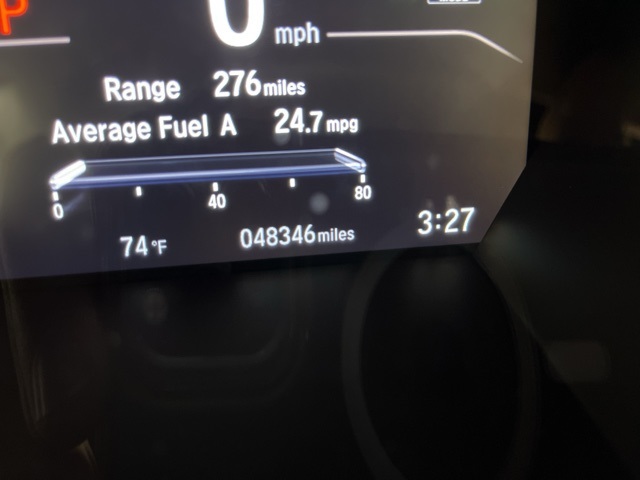 P
0 mph
Range 276 miles
Average Fuel A 24.7 mpg
0 40 80
74 °F 048346 miles 3:27